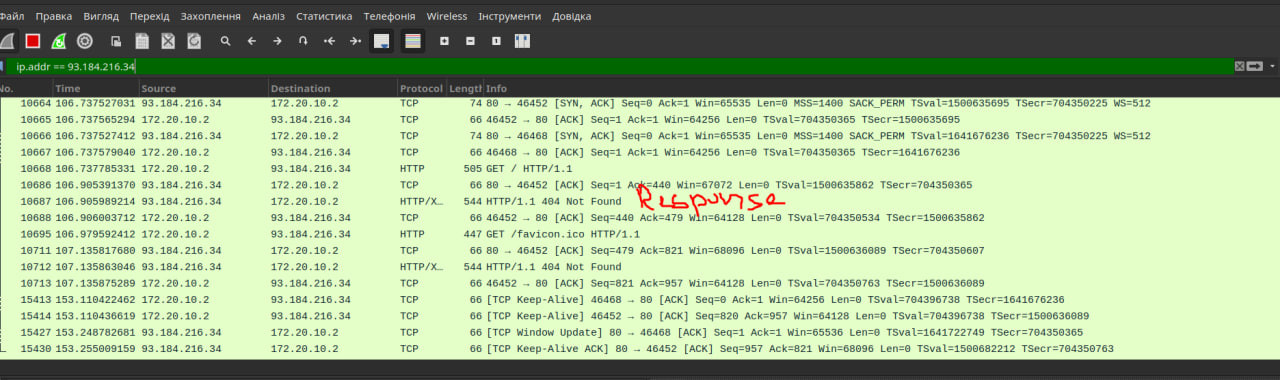 Файл Правка Вигляд Перехід Захоплення Аналіз Статистика Телефонія Wireless Інструменти Довідка
ip.addr == 93.184.216.34
No. Time Source Destination Protocol Length Info
10664 106.737527031 93.184.216.34 172.20.10.2 TCP 74 80 → 46452 [SYN, ACK] Seq=0 Ack=1 Win=65535 Len=0 MSS=1400 SACK_PERM TSval=1500635695 TSecr=704350225 WS=512
10665 106.737565294 172.20.10.2 93.184.216.34 TCP 66 46452 → 80 [ACK] Seq=1 Ack=1 Win=64256 Len=0 TSval=704350365 TSecr=1500635695
10666 106.737527412 93.184.216.34 172.20.10.2 TCP 74 80 → 46468 [SYN, ACK] Seq=0 Ack=1 Win=65535 Len=0 MSS=1400 SACK_PERM TSval=1641676236 TSecr=704350225 WS=512
10667 106.737579040 172.20.10.2 93.184.216.34 TCP 66 46468 → 80 [ACK] Seq=1 Ack=1 Win=64256 Len=0 TSval=704350365 TSecr=1641676236
10668 106.737785331 172.20.10.2 93.184.216.34 HTTP 505 GET / HTTP/1.1
10686 106.905391370 93.184.216.34 172.20.10.2 TCP 66 80 → 46452 [ACK] Seq=1 Ack=440 Win=67072 Len=0 TSval=1500635862 TSecr=704350365
10687 106.905989214 93.184.216.34 172.20.10.2 HTTP/X… 544 HTTP/1.1 404 Not Found Response
10688 106.906003712 172.20.10.2 93.184.216.34 TCP 66 46452 → 80 [ACK] Seq=440 Ack=479 Win=64128 Len=0 TSval=704350534 TSecr=1500635862
10695 106.979592412 172.20.10.2 93.184.216.34 HTTP 447 GET /favicon.ico HTTP/1.1
10711 107.135817680 93.184.216.34 172.20.10.2 TCP 66 80 → 46452 [ACK] Seq=479 Ack=821 Win=68096 Len=0 TSval=1500636089 TSecr=704350607
10712 107.135863046 93.184.216.34 172.20.10.2 HTTP/X… 544 HTTP/1.1 404 Not Found
10713 107.135875289 172.20.10.2 93.184.216.34 TCP 66 46452 → 80 [ACK] Seq=821 Ack=957 Win=64128 Len=0 TSval=704350763 TSecr=1500636089
15413 153.110422462 172.20.10.2 93.184.216.34 TCP 66 [TCP Keep-Alive] 46468 → 80 [ACK] Seq=0 Ack=1 Win=64256 Len=0 TSval=704396738 TSecr=1641676236
15414 153.110436619 172.20.10.2 93.184.216.34 TCP 66 [TCP Keep-Alive] 46452 → 80 [ACK] Seq=820 Ack=957 Win=64128 Len=0 TSval=704396738 TSecr=1500636089
15427 153.248782681 93.184.216.34 172.20.10.2 TCP 66 [TCP Window Update] 80 → 46468 [ACK] Seq=1 Ack=1 Win=65536 Len=0 TSval=1641722749 TSecr=704350365
15430 153.255009159 93.184.216.34 172.20.10.2 TCP 66 [TCP Keep-Alive ACK] 80 → 46452 [ACK] Seq=957 Ack=821 Win=68096 Len=0 TSval=1500682212 TSecr=704350763